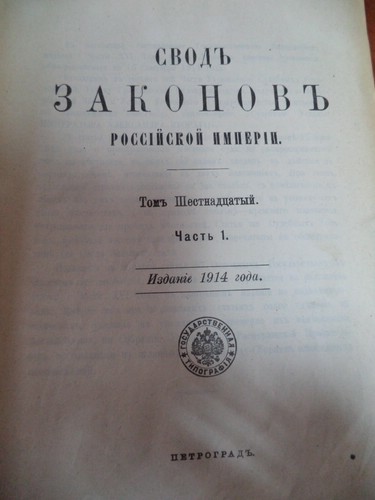 СВОДЪ
ЗАКОНОВЪ
РОССІЙСКОЙ ИМПЕРІИ.
Томъ Шестнадцатый.
Часть 1.
Изданіе 1914 года.
ГОСУДАРСТВЕННАЯ
ТИПОГРАФІЯ
ПЕТРОГРАДЪ.